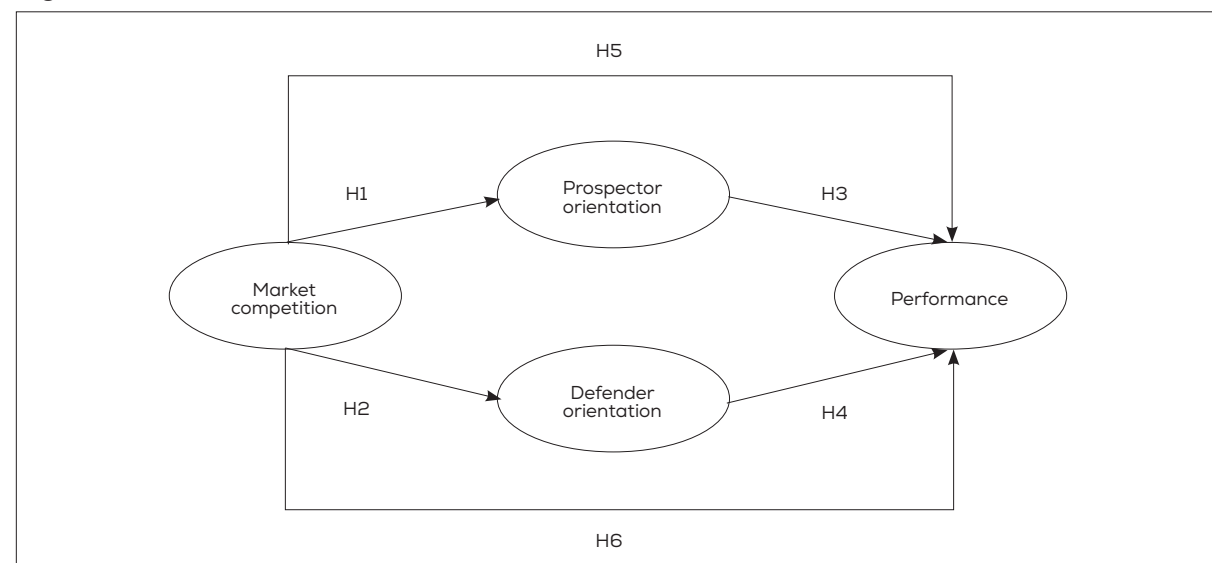 H5
Prospector
orientation
H1
H3
Market
competition
Performance
Defender
orientation
H2
H4
H6